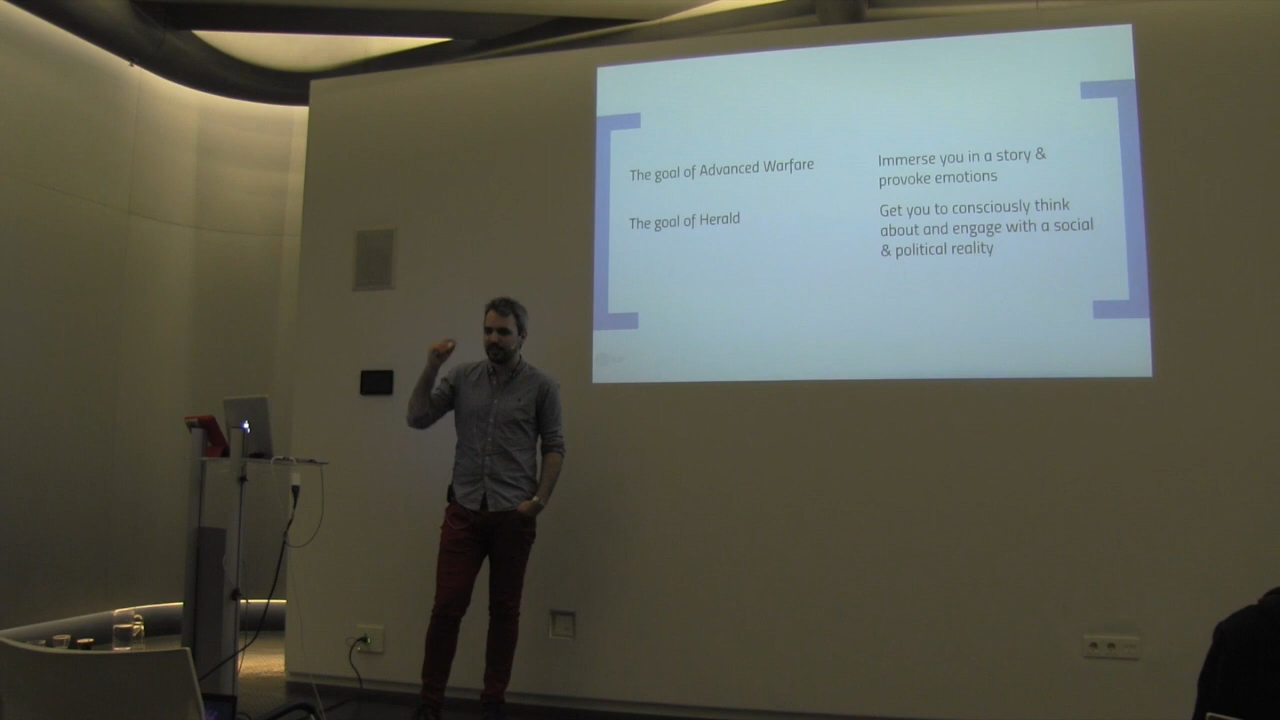 The goal of Advanced Warfare
Immerse you in a story &
provoke emotions
The goal of Herald
Get you to consciously think
about and engage with a social
& political reality